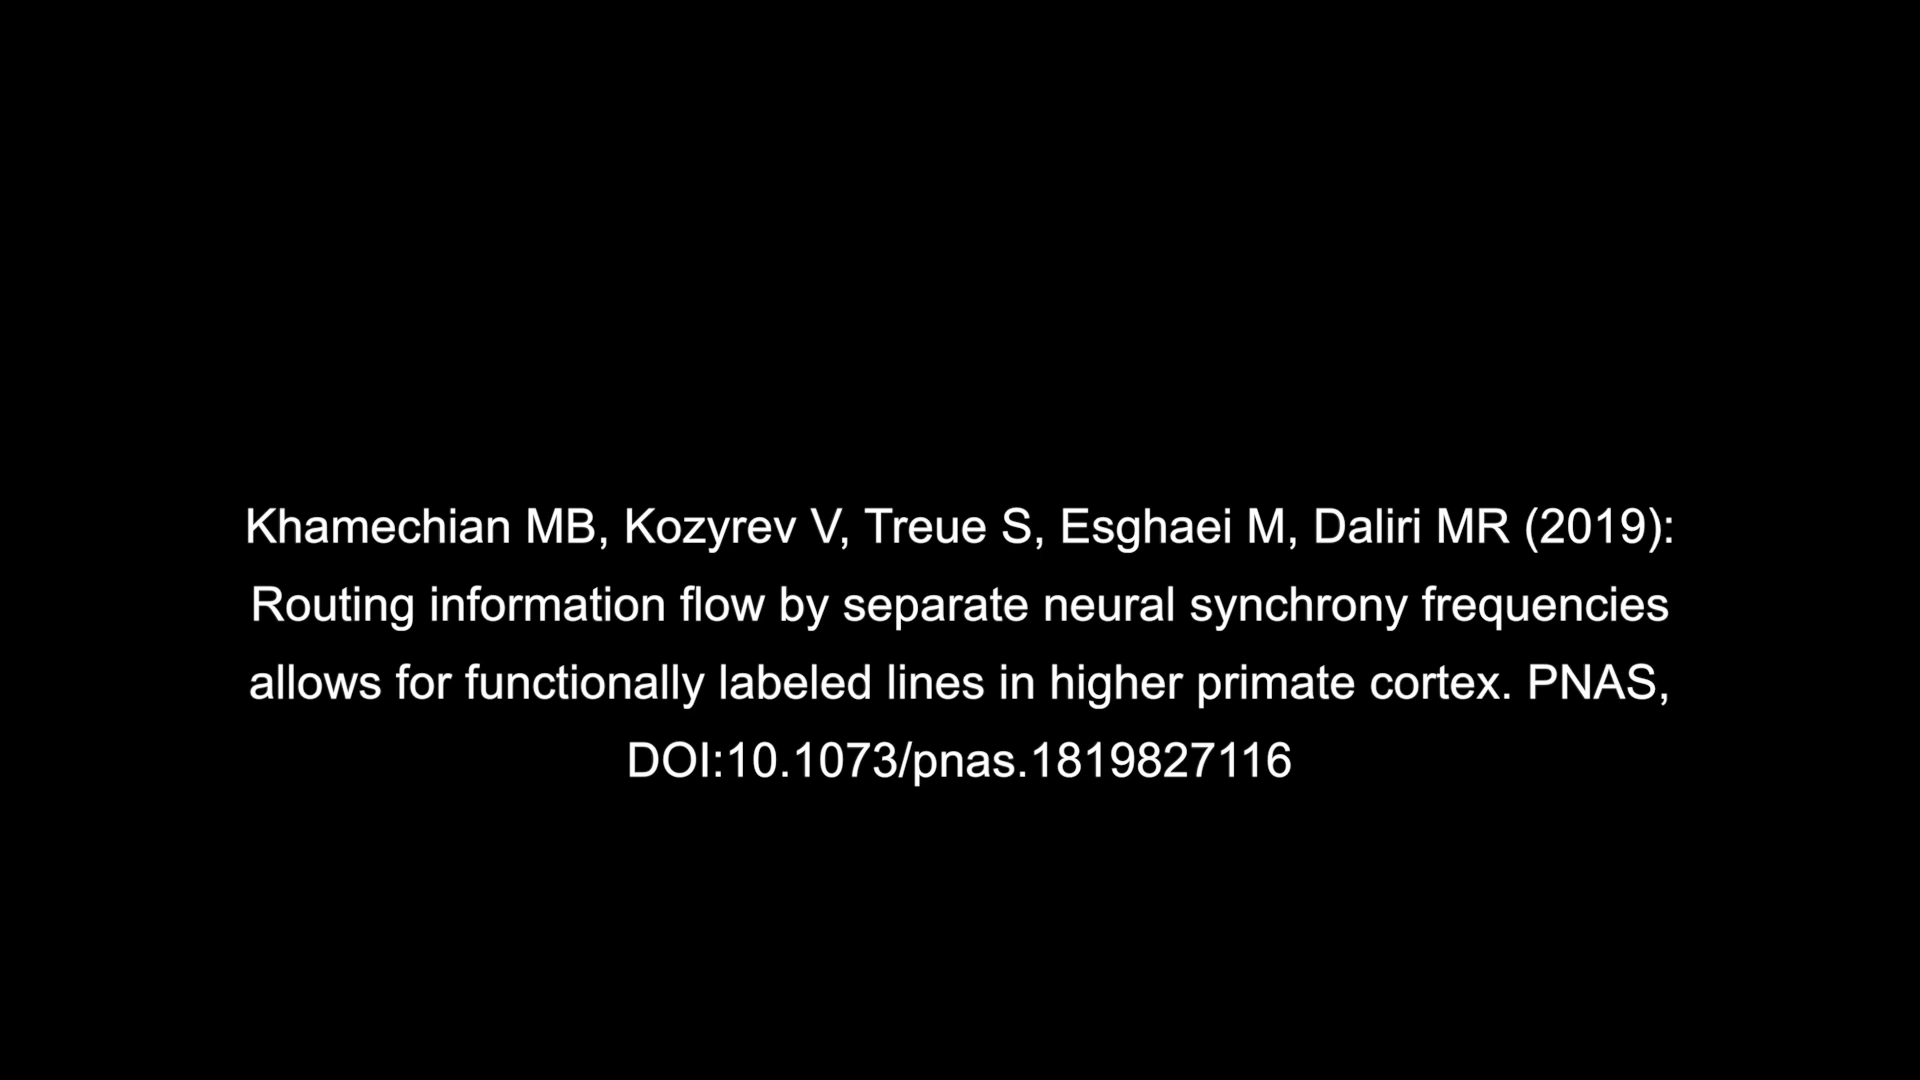 Khamechian MB, Kozyrev V, Treue S, Esghaei M, Daliri MR (2019):
Routing information flow by separate neural synchrony frequencies
allows for functionally labeled lines in higher primate cortex. PNAS,
DOI:10.1073/pnas.1819827116